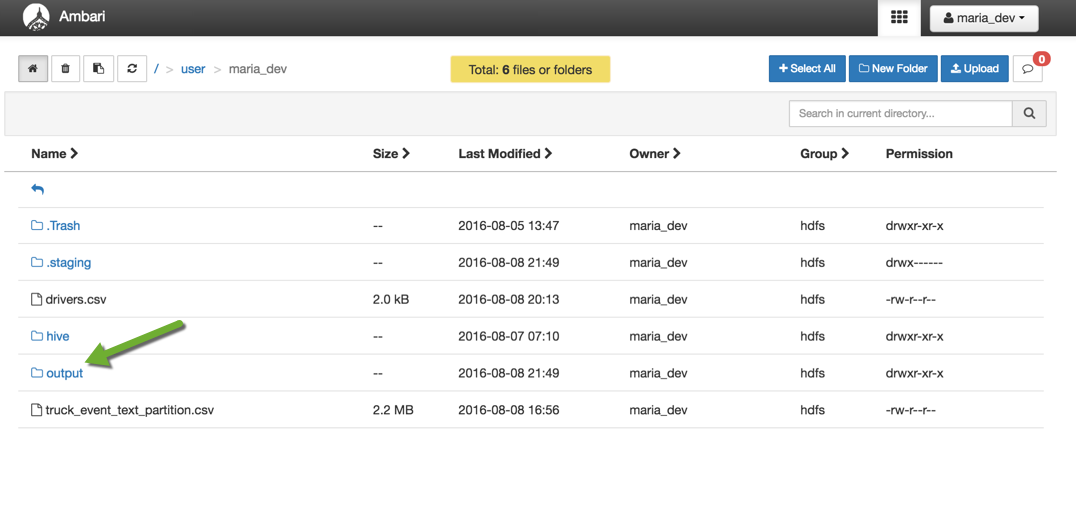 Ambari
maria_dev
/ > user > maria_dev
Total: 6 files or folders
Select All
New Folder
Upload
0
Search in current directory...
Name Size Last Modified Owner Group Permission
.Trash -- 2016-08-05 13:47 maria_dev hdfs drwxr-xr-x
.staging -- 2016-08-08 21:49 maria_dev hdfs drwx------
drivers.csv 2.0 kB 2016-08-08 20:13 maria_dev hdfs -rw-r--r--
hive -- 2016-08-07 07:10 maria_dev hdfs drwxr-xr-x
output -- 2016-08-08 21:49 maria_dev hdfs drwxr-xr-x
truck_event_text_partition.csv 2.2 MB 2016-08-08 16:56 maria_dev hdfs -rw-r--r--